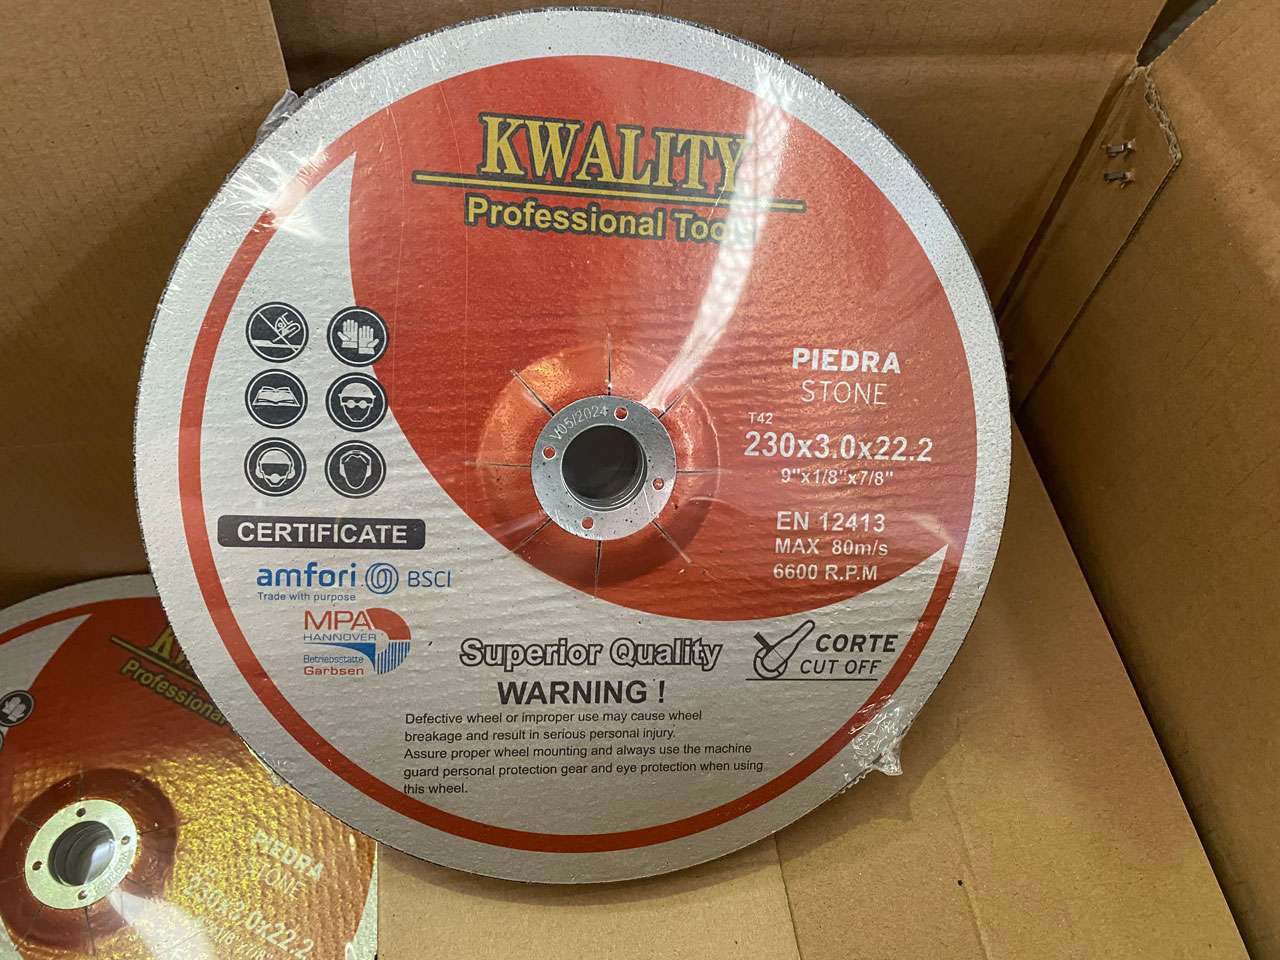 KWALITY
Professional Tools
PIEDRA
STONE
T42
230x3.0x22.2
9"x1/8"x7/8"
EN 12413
MAX 80m/s
6600 R.P.M
V05/2024
CERTIFICATE
amfori BSCI
Trade with purpose
MPA
HANNOVER
Betriebsstätte
Garbsen
Superior Quality
WARNING !
Defective wheel or improper use may cause wheel
breakage and result in serious personal injury.
Assure proper wheel mounting and always use the machine
guard personal protection gear and eye protection when using
this wheel.
CORTE
CUT OFF
KWA
Professional
PIEDRA
STONE
230x3.0x22.2